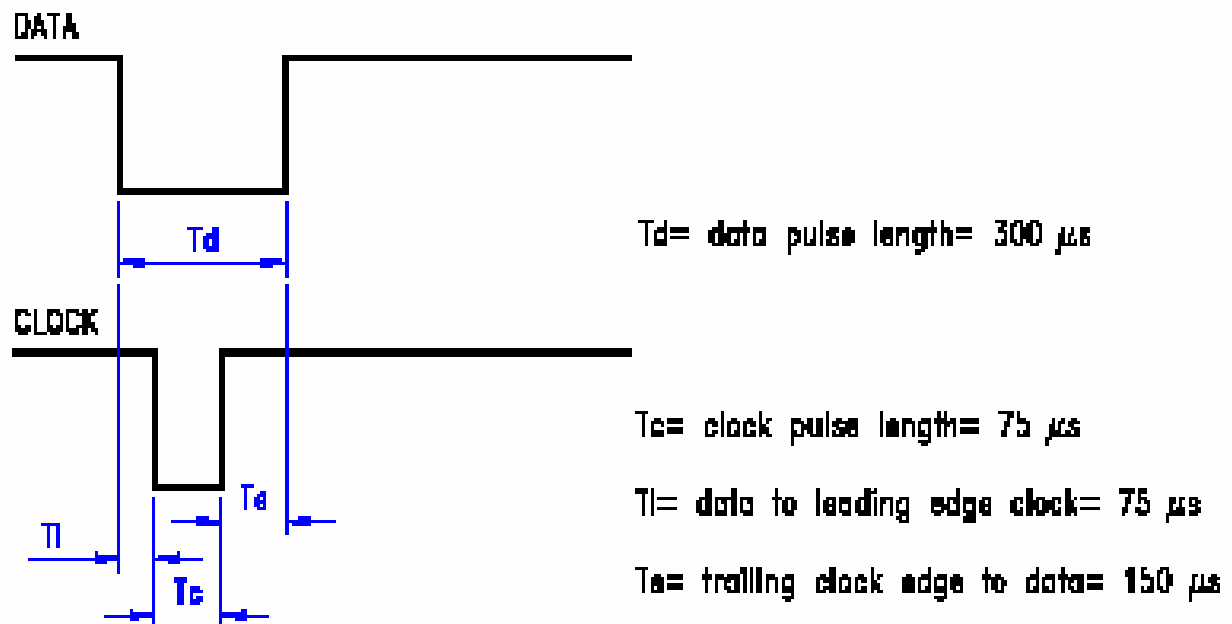 DATA
Td
Td= data pulse length= 300 μs
CLOCK
Tc= clock pulse length= 75 μs
Te
Tl= data to leading edge clock= 75 μs
Tl
Tc
Te= trailing clock edge to data= 150 μs